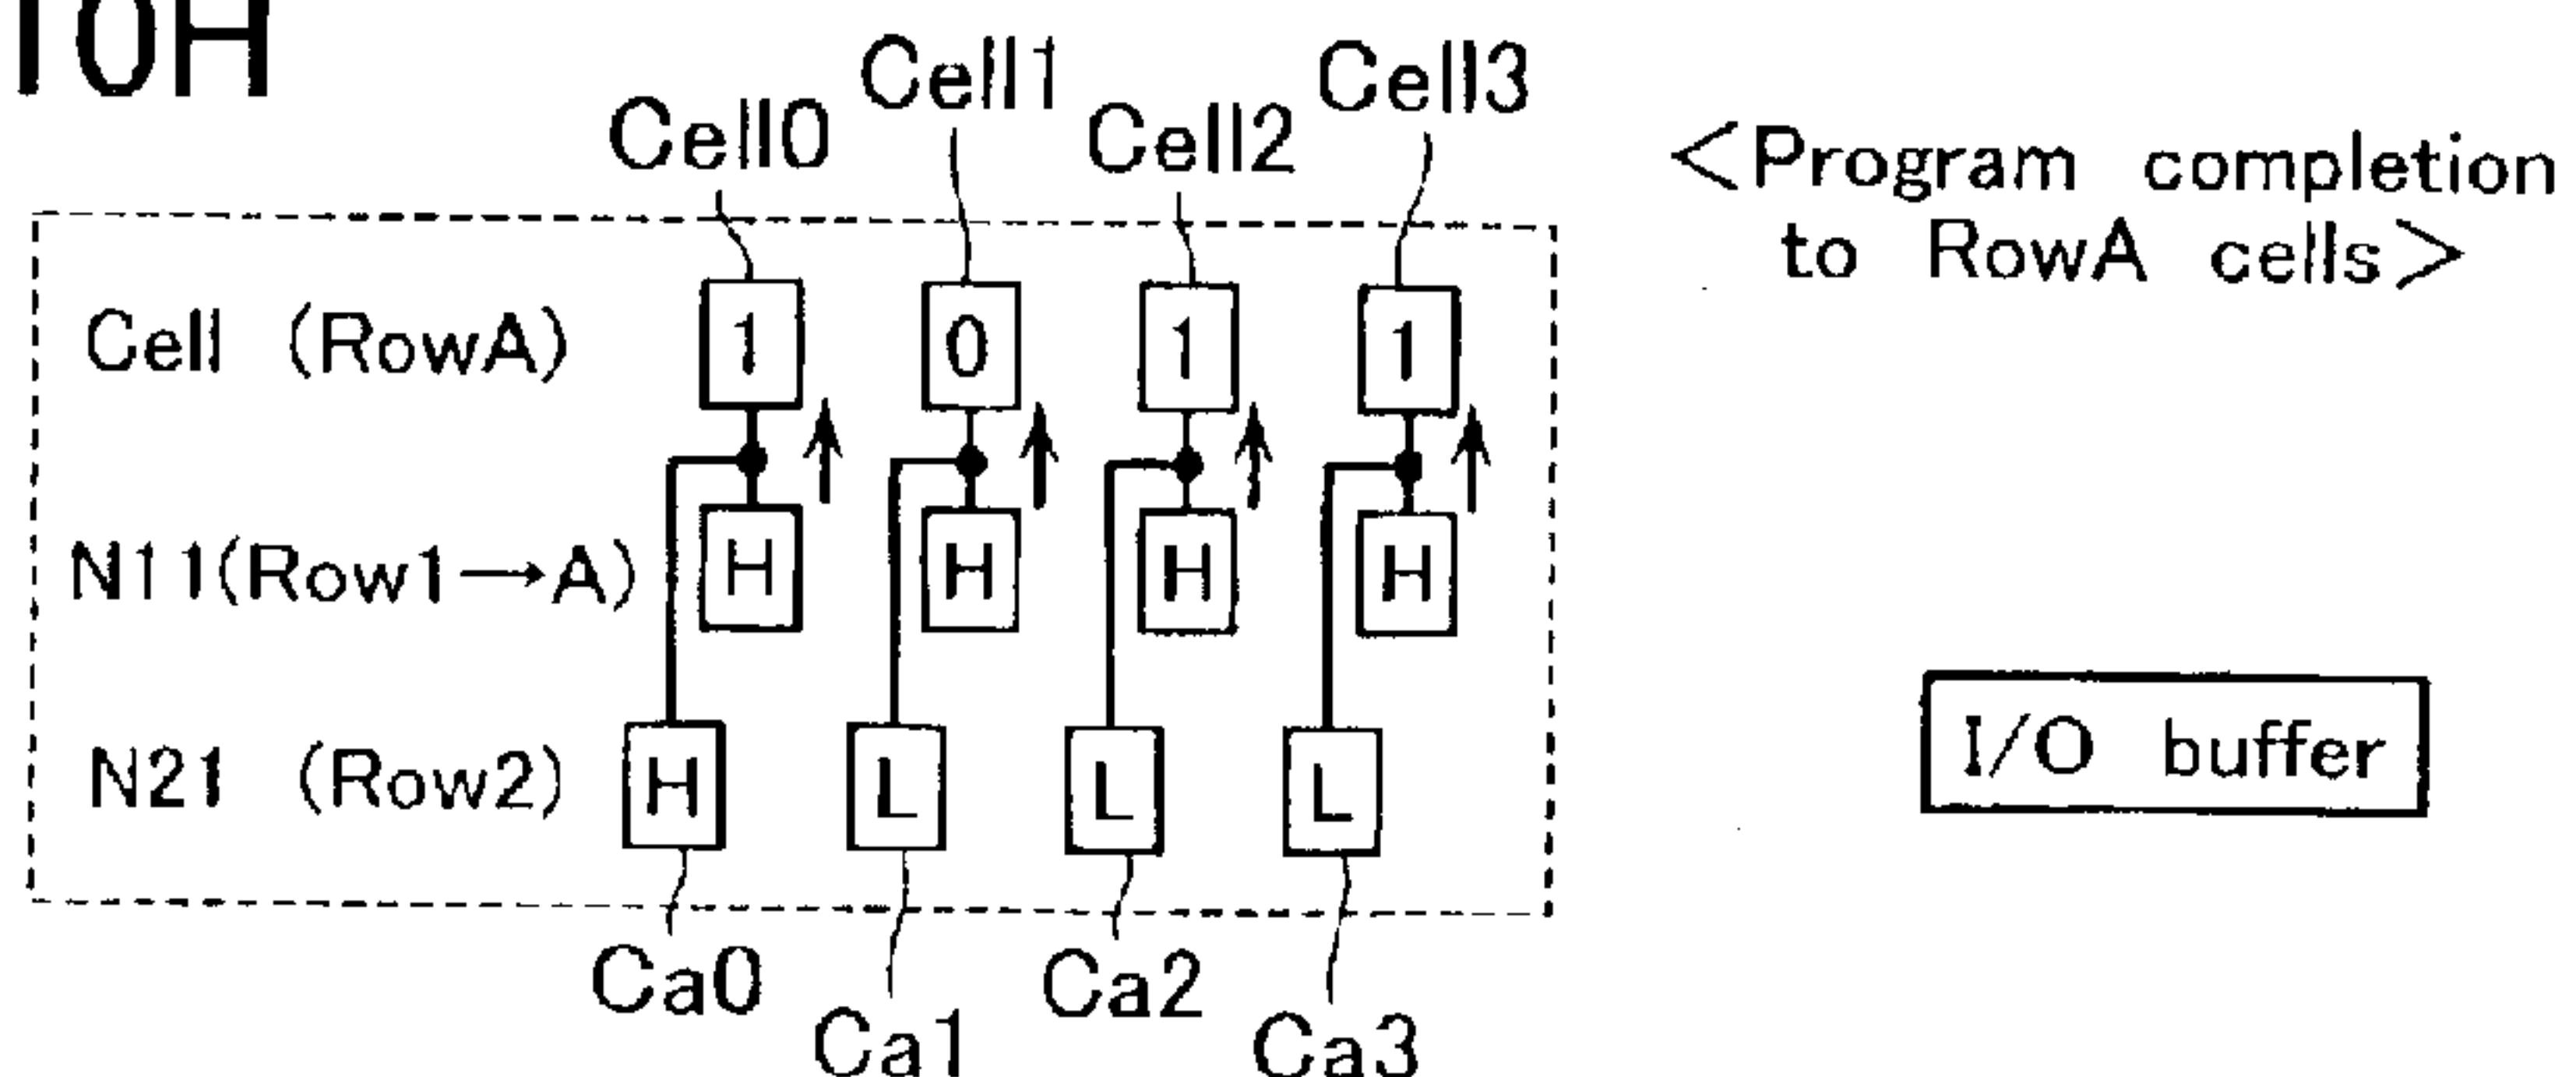 10H
Cell0 Cell1 Cell2 Cell3
<Program completion
to RowA cells>
Cell (RowA) 1 0 1 1
N11(Row1→A) H H H H
N21 (Row2) H L L L
I/O buffer
Ca0 Ca1 Ca2 Ca3